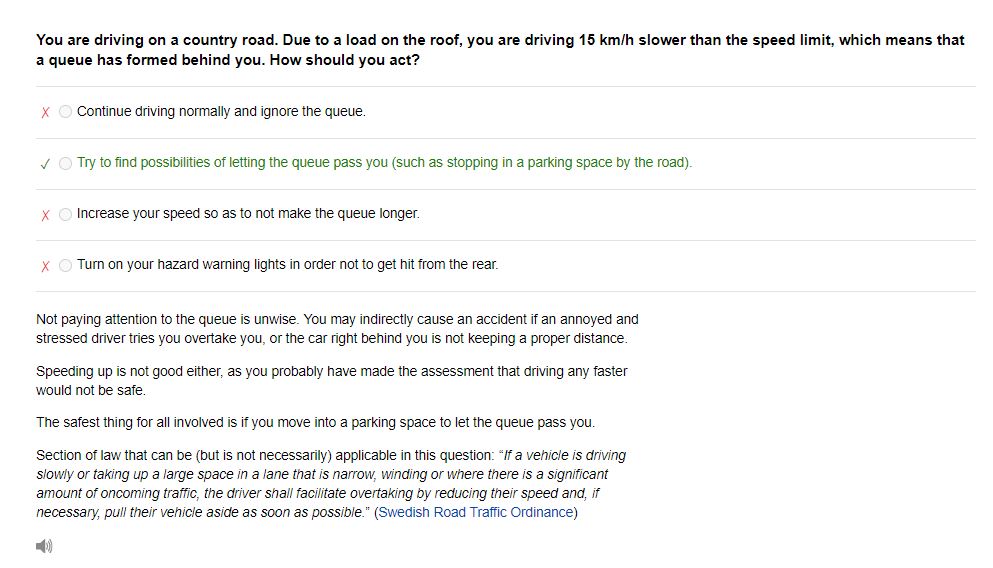 You are driving on a country road. Due to a load on the roof, you are driving 15 km/h slower than the speed limit, which means that
a queue has formed behind you. How should you act?
✗ Continue driving normally and ignore the queue.
✓ Try to find possibilities of letting the queue pass you (such as stopping in a parking space by the road).
✗ Increase your speed so as to not make the queue longer.
✗ Turn on your hazard warning lights in order not to get hit from the rear.
Not paying attention to the queue is unwise. You may indirectly cause an accident if an annoyed and
stressed driver tries you overtake you, or the car right behind you is not keeping a proper distance.
Speeding up is not good either, as you probably have made the assessment that driving any faster
would not be safe.
The safest thing for all involved is if you move into a parking space to let the queue pass you.
Section of law that can be (but is not necessarily) applicable in this question: “If a vehicle is driving
slowly or taking up a large space in a lane that is narrow, winding or where there is a significant
amount of oncoming traffic, the driver shall facilitate overtaking by reducing their speed and, if
necessary, pull their vehicle aside as soon as possible.” (Swedish Road Traffic Ordinance)